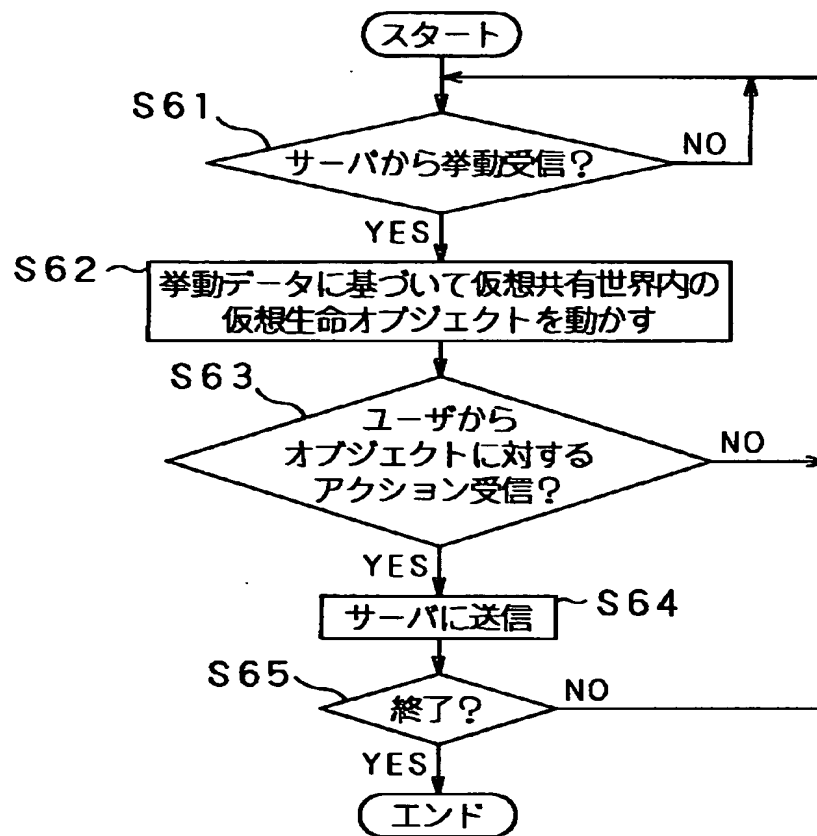 スタート
S61
サーバから挙動受信?
NO
YES
S62
挙動データに基づいて仮想共有世界内の
仮想生命オブジェクトを動かす
S63
ユーザから
オブジェクトに対する
アクション受信?
NO
YES
サーバに送信
S64
S65
終了?
NO
YES
エンド